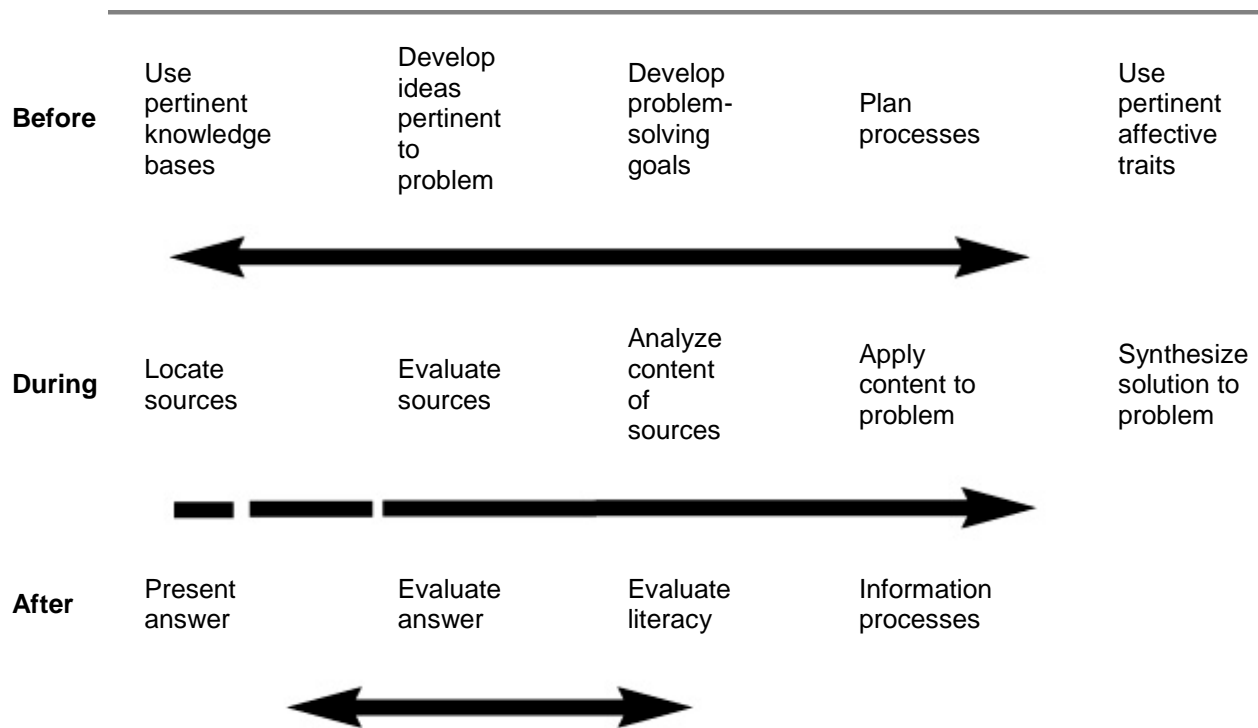 Before
Use
pertinent
knowledge
bases
Develop
ideas
pertinent
to
problem
Develop
problem-
solving
goals
Plan
processes
Use
pertinent
affective
traits
During
Locate
sources
Evaluate
sources
Analyze
content
of
sources
Apply
content to
problem
Synthesize
solution to
problem
After
Present
answer
Evaluate
answer
Evaluate
literacy
Information
processes